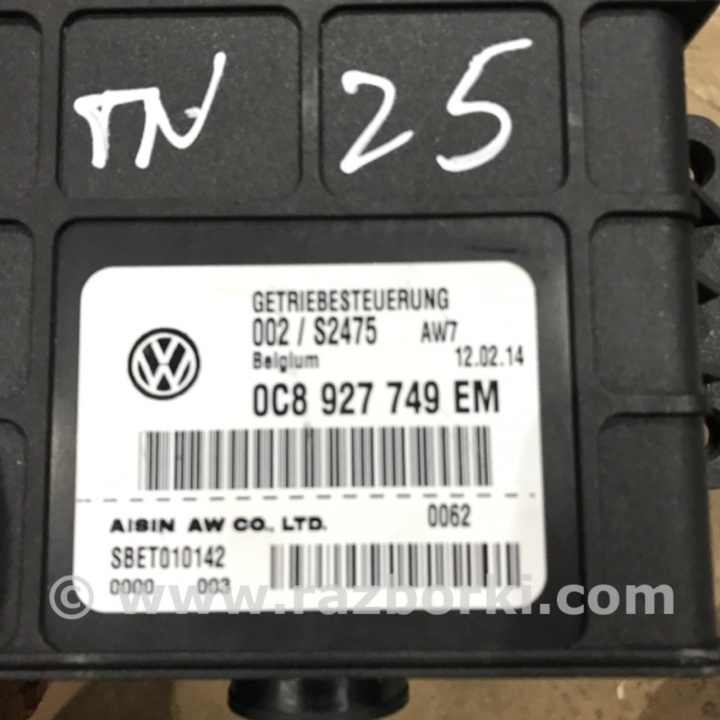 TN 25
GETRIEBESTEUERUNG
002 / S2475 AW7
Belgium 12.02.14
0C8 927 749 EM
AISIN AW CO., LTD. 0062
SBET010142
0000 003
© www.razborki.com